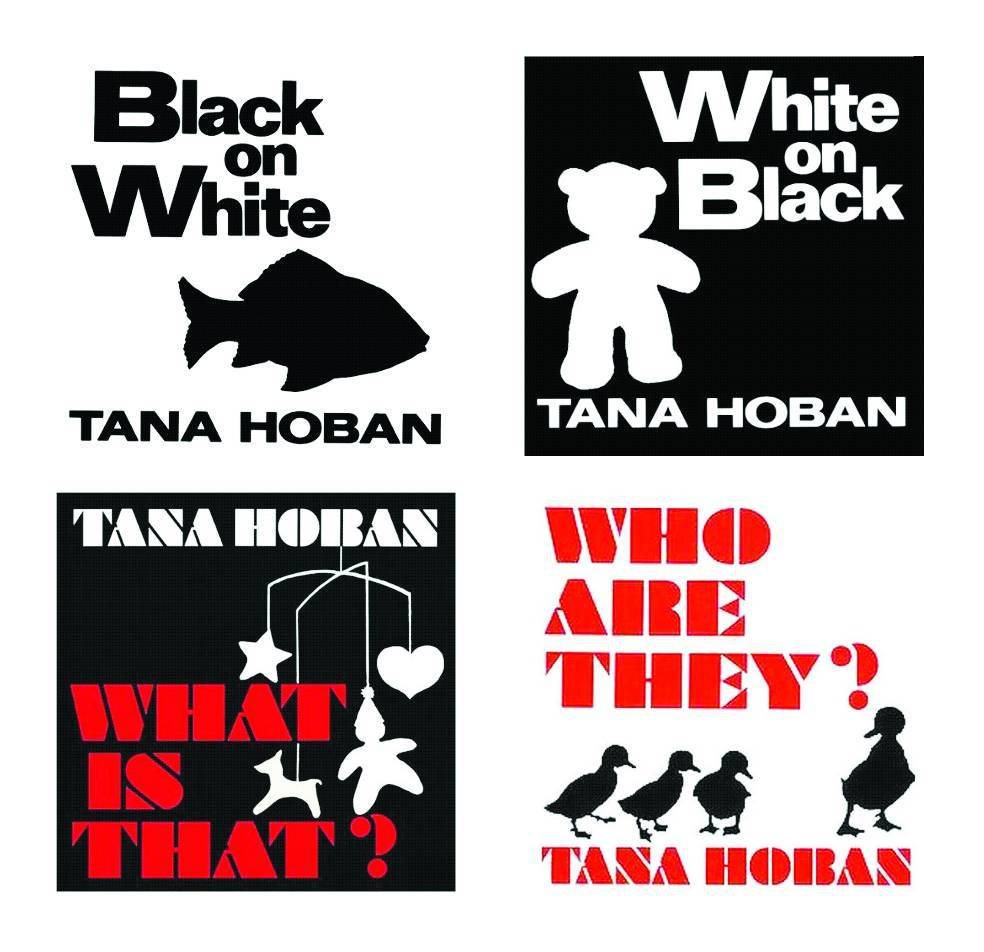 Black
on
White
TANA HOBAN
White
on
Black
TANA HOBAN
TANA HOBAN
WHAT
IS
THAT?
WHO
ARE
THEY?
TANA HOBAN